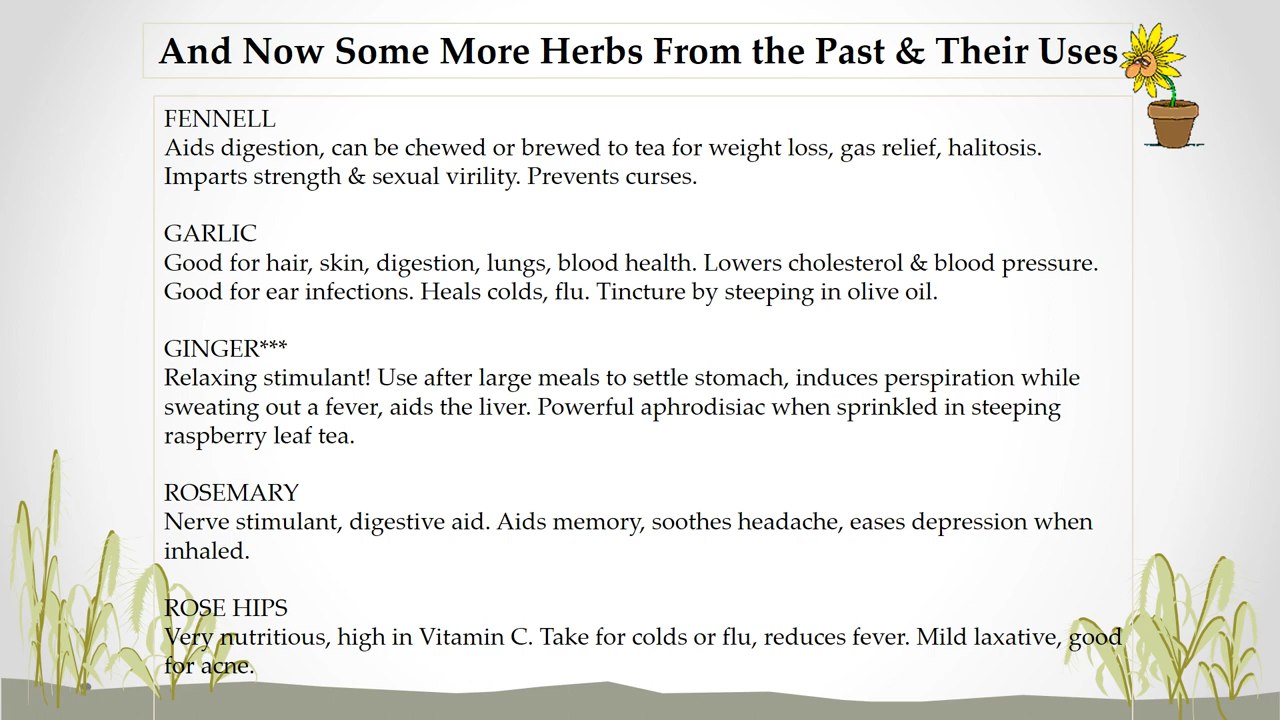 And Now Some More Herbs From the Past & Their Uses
FENNELL
Aids digestion, can be chewed or brewed to tea for weight loss, gas relief, halitosis.
Imparts strength & sexual virility. Prevents curses.
GARLIC
Good for hair, skin, digestion, lungs, blood health. Lowers cholesterol & blood pressure.
Good for ear infections. Heals colds, flu. Tincture by steeping in olive oil.
GINGER***
Relaxing stimulant! Use after large meals to settle stomach, induces perspiration while
sweating out a fever, aids the liver. Powerful aphrodisiac when sprinkled in steeping
raspberry leaf tea.
ROSEMARY
Nerve stimulant, digestive aid. Aids memory, soothes headache, eases depression when
inhaled.
ROSE HIPS
Very nutritious, high in Vitamin C. Take for colds or flu, reduces fever. Mild laxative, good
for acne.